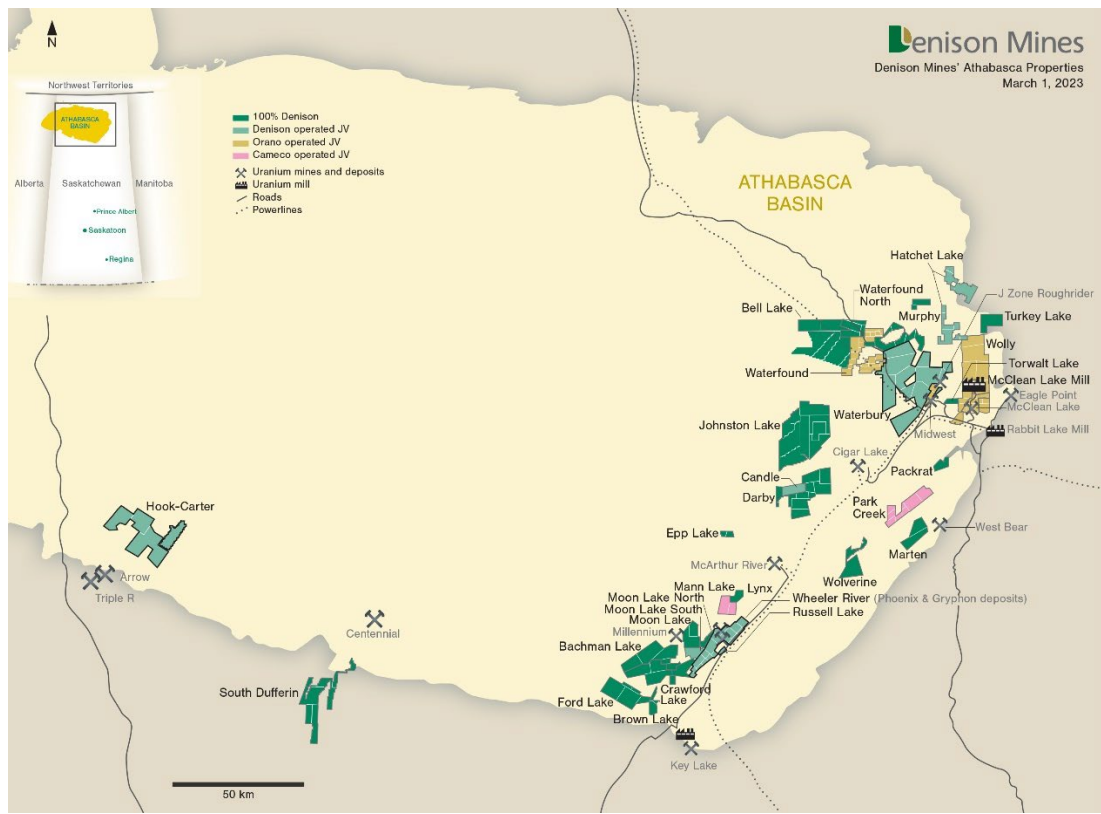 Denison Mines
Denison Mines' Athabasca Properties
March 1, 2023
N
Northwest Territories
ATHABASCA
BASIN
Alberta
Saskatchewan
Manitoba
Prince Albert
Saskatoon
Regina
100% Denison
Denison operated JV
Orano operated JV
Cameco operated JV
Uranium mines and deposits
Uranium mill
Roads
Powerlines
ATHABASCA
BASIN
Hatchet Lake
J Zone Roughrider
Waterfound
North
Bell Lake
Murphy
Turkey Lake
Wolly
Waterfound
Torwalt Lake
McClean Lake Mill
Eagle Point
McClean Lake
Waterbury
Johnston Lake
Midwest
Rabbit Lake Mill
Cigar Lake
Packrat
Candle
Darby
Park
Creek
Hook-Carter
West Bear
Epp Lake
Marten
McArthur River
Arrow
Triple R
Wolverine
Mann Lake
Lynx
Moon Lake North
Wheeler River (Phoenix & Gryphon deposits)
Moon Lake South
Russell Lake
Moon Lake
Millennium
Centennial
Bachman Lake
South Dufferin
Crawford
Lake
Ford Lake
Brown Lake
Key Lake
50 km